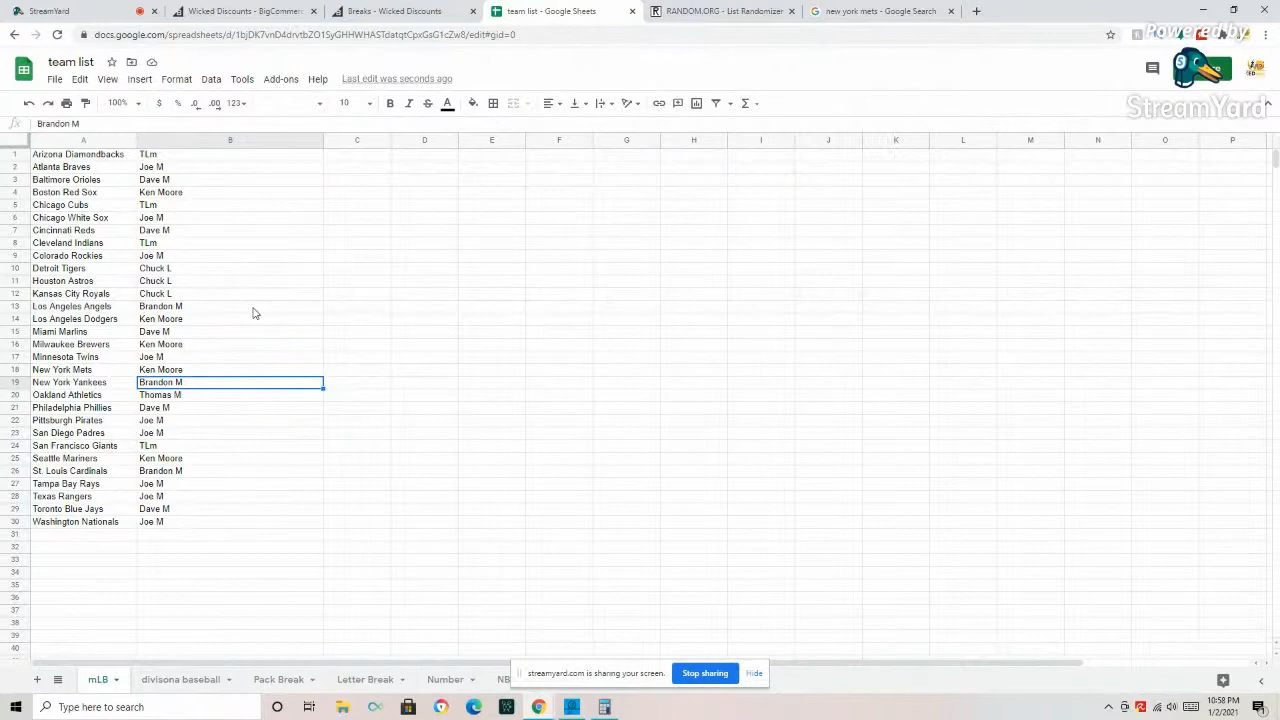 StreamYard
Wicked Discounts - BigCommerc
Breaks - Wicked Discounts
team list - Google Sheets
RANDOM.ORG - List Randomizer
new york mets - Google Search
Powered by
StreamYard
team list
File Edit View Insert Format Data Tools Add-ons Help Last edit was seconds ago
100% $ % .0 .00 123 10
fx Brandon M
A B C D E F G H I J K L M N O P
1 Arizona Diamondbacks TLm
2 Atlanta Braves Joe M
3 Baltimore Orioles Dave M
4 Boston Red Sox Ken Moore
5 Chicago Cubs TLm
6 Chicago White Sox Joe M
7 Cincinnati Reds Dave M
8 Cleveland Indians TLm
9 Colorado Rockies Joe M
10 Detroit Tigers Chuck L
11 Houston Astros Chuck L
12 Kansas City Royals Chuck L
13 Los Angeles Angels Brandon M
14 Los Angeles Dodgers Ken Moore
15 Miami Marlins Dave M
16 Milwaukee Brewers Ken Moore
17 Minnesota Twins Joe M
18 New York Mets Ken Moore
19 New York Yankees Brandon M
20 Oakland Athletics Thomas M
21 Philadelphia Phillies Dave M
22 Pittsburgh Pirates Joe M
23 San Diego Padres Joe M
24 San Francisco Giants TLm
25 Seattle Mariners Ken Moore
26 St. Louis Cardinals Brandon M
27 Tampa Bay Rays Joe M
28 Texas Rangers Joe M
29 Toronto Blue Jays Dave M
30 Washington Nationals Joe M
31
32
33
34
35
36
37
38
39
40
streamyard.com is sharing your screen. Stop sharing Hide
mLB divisona baseball Pack Break Letter Break Number NB
Type here to search
10:58 PM
1/2/2021